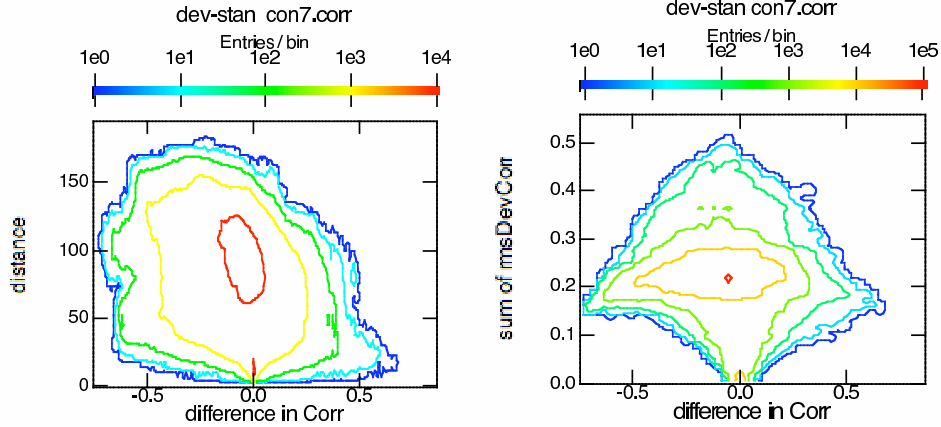 dev-stan con7.corr
Entries / bin
1e0 1e1 1e2 1e3 1e4
distance
150
100
50
0
-0.5 0.0 0.5
difference in Corr
dev-stan con7.corr
Entries / bin
1e0 1e1 1e2 1e3 1e4 1e5
sum of rmsDevCorr
0.5
0.4
0.3
0.2
0.1
0.0
-0.5 0.0 0.5
difference in Corr